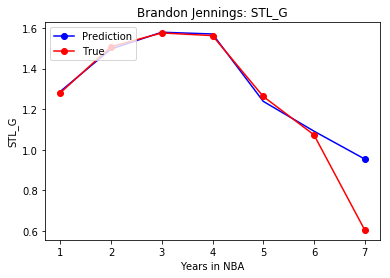 Brandon Jennings: STL_G
Prediction
True
1.6
1.4
1.2
1.0
0.8
0.6
STL_G
1 2 3 4 5 6 7
Years in NBA